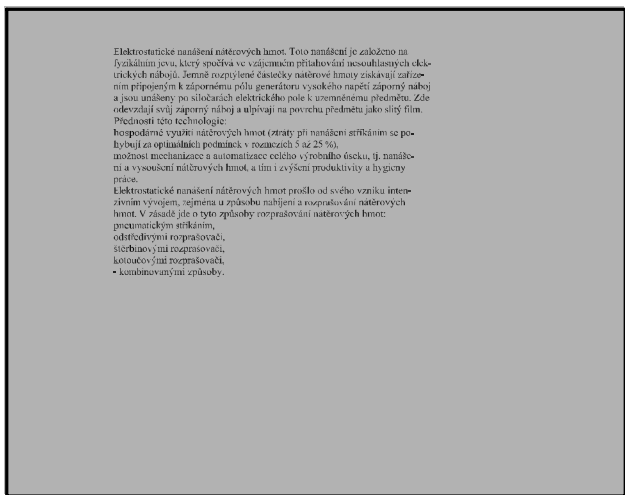 Elektrostatické nanášení nátěrových hmot. Toto nanášení je založeno na
fyzikálním jevu, který spočívá ve vzájemném přitahování nesouhlasných elek-
trických nábojů. Jemně rozptýlené částečky nátěrové hmoty získávají zaříze-
ním připojeným k zápornému pólu generátoru vysokého napětí záporný náboj
a jsou unášeny po siločarách elektrického pole k uzemněnému předmětu. Zde
odevzdají svůj záporný náboj a ulpívají na povrchu předmětu jako slitý film.
Přednosti této technologie:
hospodárné využití nátěrových hmot (ztráty při nanášení stříkáním se po-
hybují za optimálních podmínek v rozmezích 5 až 25 %),
možnost mechanizace a automatizace celého výrobního úseku, tj. nanáše-
ní a vysoušení nátěrových hmot, a tím i zvýšení produktivity a hygieny
práce.
Elektrostatické nanášení nátěrových hmot prošlo od svého vzniku inten-
zivním vývojem, zejména u způsobu nabíjení a rozprašování nátěrových
hmot. V zásadě jde o tyto způsoby rozprašování nátěrových hmot:
pneumatickým stříkáním,
odstředivými rozprašovači,
štěrbinovými rozprašovači,
kotoučovými rozprašovači,
- kombinovanými způsoby.